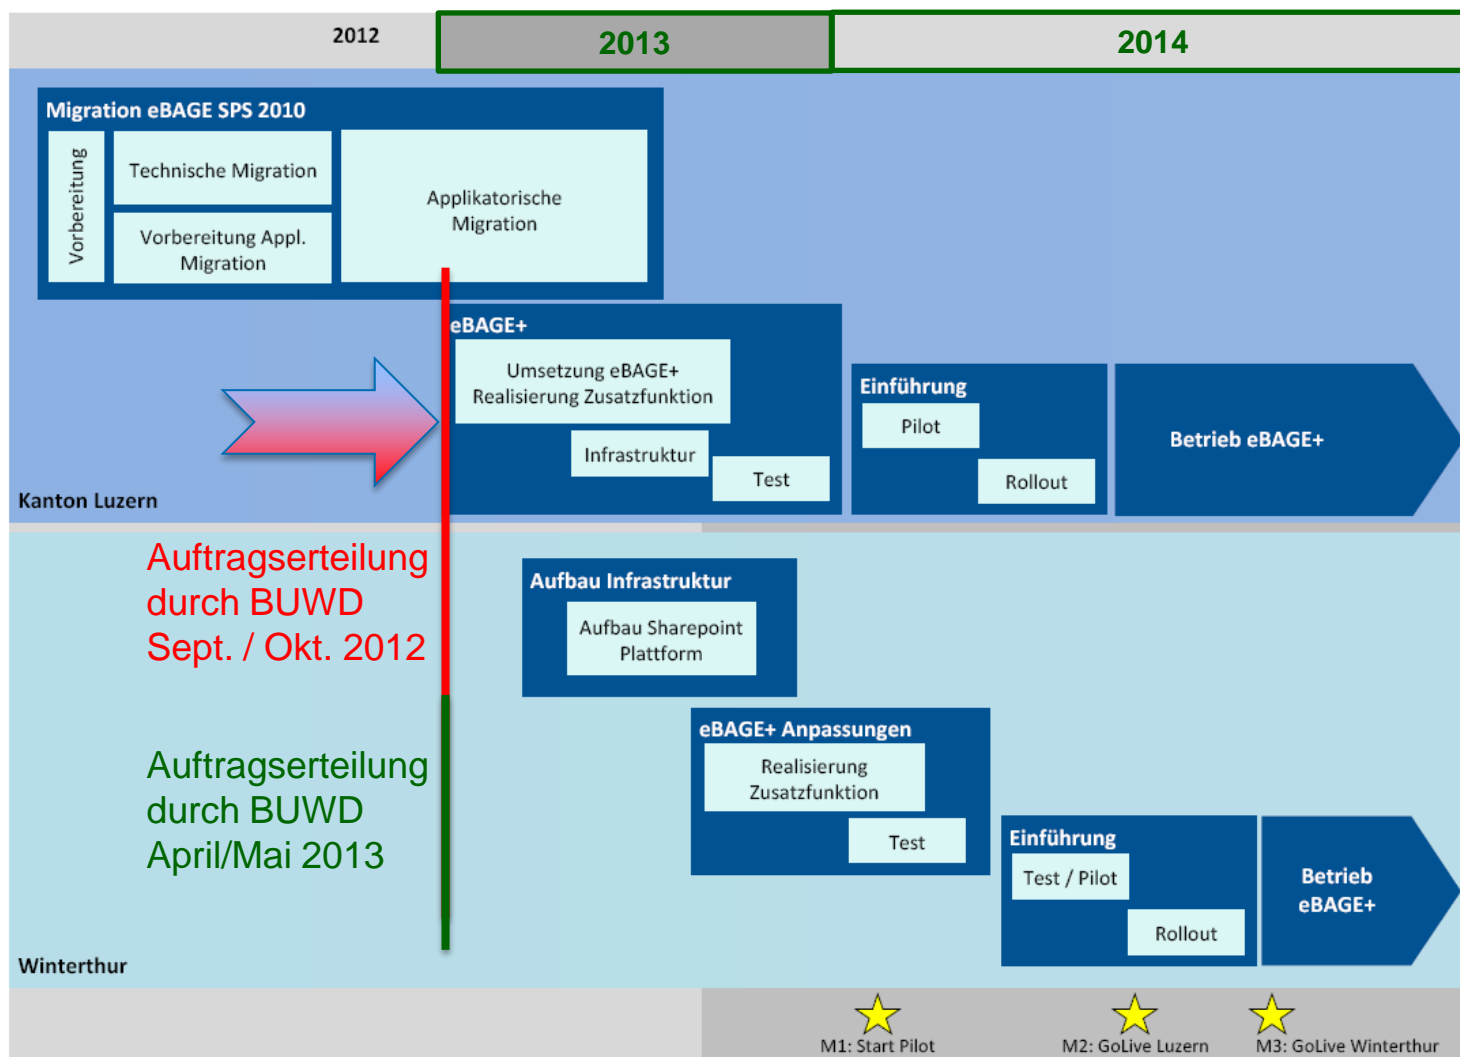 2012
2013
2014
Migration eBAGE SPS 2010
Vorbereitung
Technische Migration
Vorbereitung Appl.
Migration
Applikatorische
Migration
eBAGE+
Umsetzung eBAGE+
Realisierung Zusatzfunktion
Infrastruktur
Test
Einführung
Pilot
Rollout
Betrieb eBAGE+
Kanton Luzern
Auftragserteilung
durch BUWD
Sept. / Okt. 2012
Aufbau Infrastruktur
Aufbau Sharepoint
Plattform
eBAGE+ Anpassungen
Realisierung
Zusatzfunktion
Test
Auftragserteilung
durch BUWD
April/Mai 2013
Einführung
Test / Pilot
Rollout
Betrieb
eBAGE+
Winterthur
M1: Start Pilot
M2: GoLive Luzern
M3: GoLive Winterthur